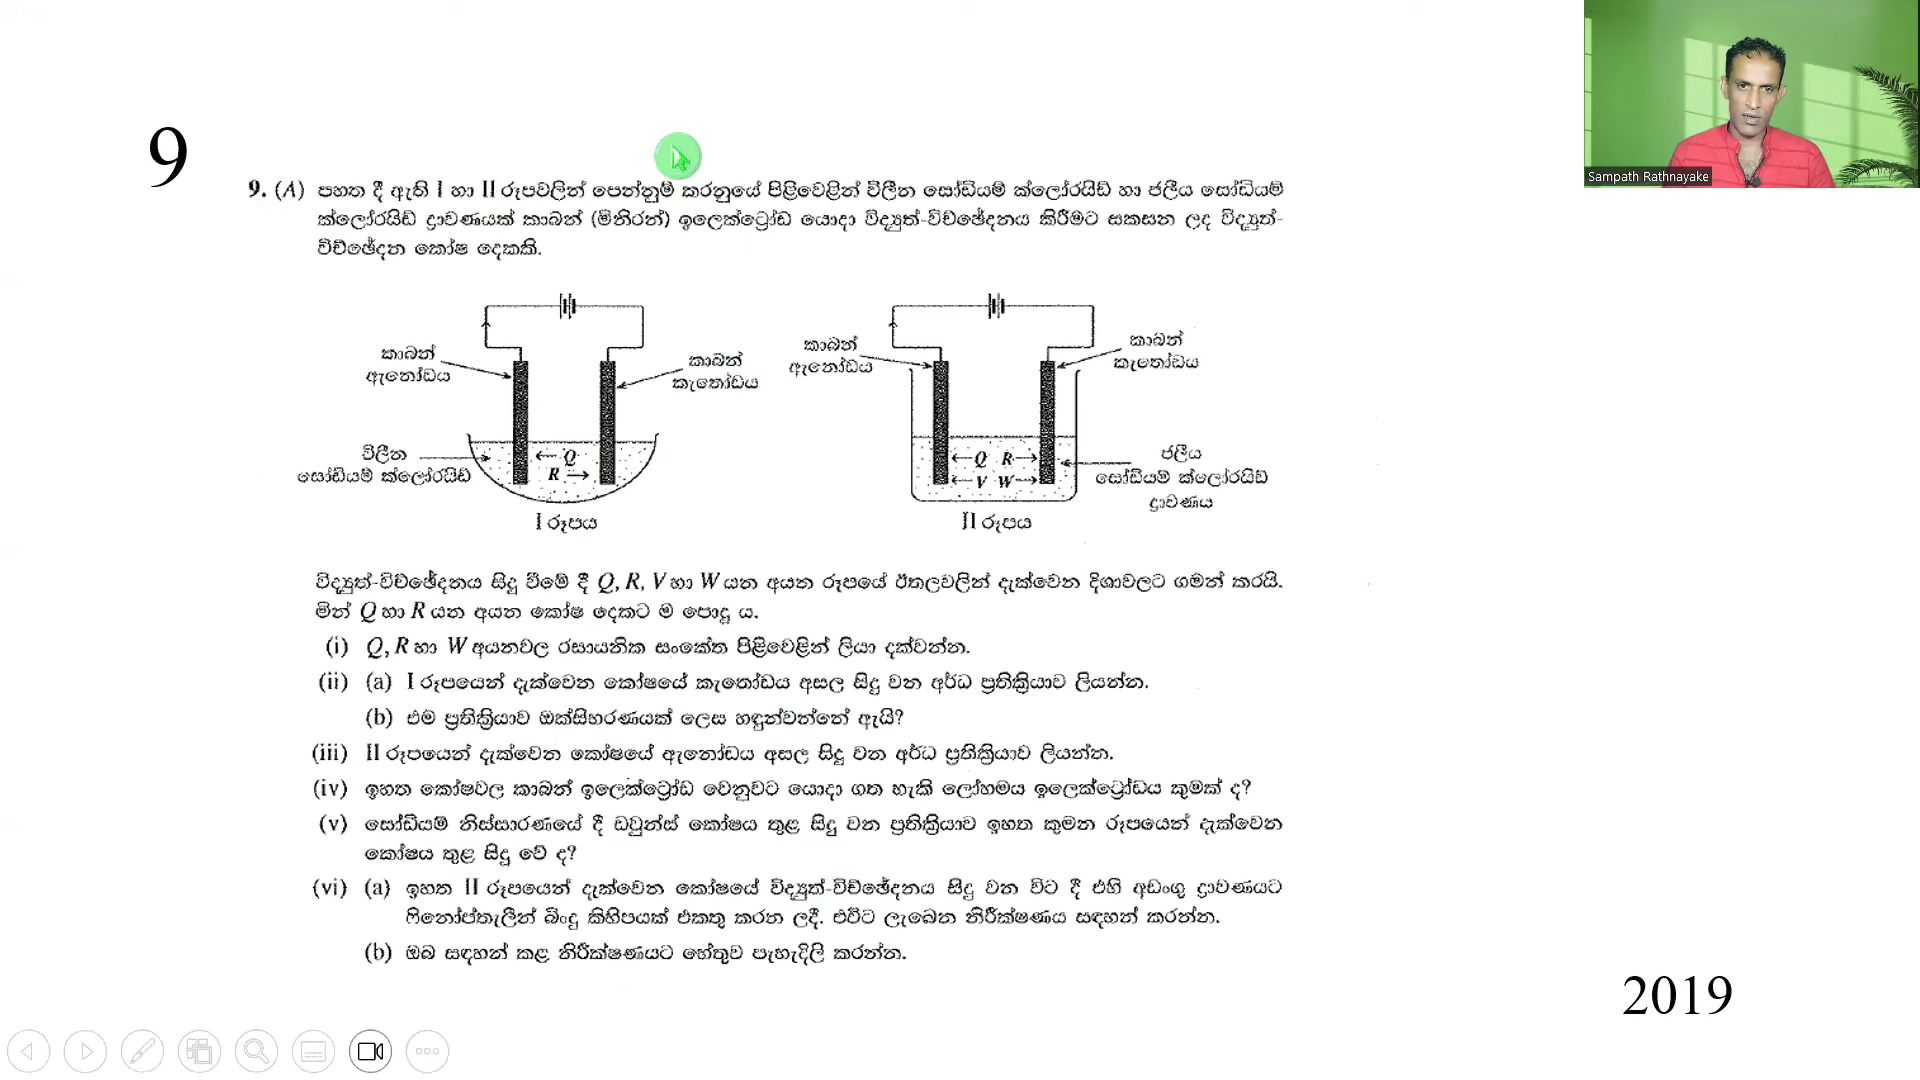 Sampath Rathnayake
9
9. (A) පහත දී ඇති I හා II රූපවලින් පෙන්නුම් කරනුයේ පිළිවෙළින් විලීන සෝඩියම් ක්ලෝරයිඩ් හා ජලීය සෝඩියම්
ක්ලෝරයිඩ් ද්‍රාවණයක් කාබන් (මිනිරන්) ඉලෙක්ට්‍රෝඩ යොදා විද්‍යුත්-විච්ඡේදනය කිරීමට සකසන ලද විද්‍යුත්-
විච්ඡේදන කෝෂ දෙකකි.
කාබන්
ඇනෝඩය
කාබන්
කැතෝඩය
විලීන
සෝඩියම් ක්ලෝරයිඩ්
← Q
R →
I රූපය
කාබන්
ඇනෝඩය
කාබන්
කැතෝඩය
←Q R→
←V W→
ජලීය
සෝඩියම් ක්ලෝරයිඩ්
ද්‍රාවණය
II රූපය
විද්‍යුත්-විච්ඡේදනය සිදු වීමේ දී Q, R, V හා W යන අයන රූපයේ ඊතලවලින් දැක්වෙන දිශාවලට ගමන් කරයි.
මින් Q හා R යන අයන කෝෂ දෙකට ම පොදු ය.
(i) Q, R හා W අයනවල රසායනික සංකේත පිළිවෙළින් ලියා දක්වන්න.
(ii) (a) I රූපයෙන් දැක්වෙන කෝෂයේ කැතෝඩය අසල සිදු වන අර්ධ ප්‍රතික්‍රියාව ලියන්න.
(b) එම ප්‍රතික්‍රියාව ඔක්සිහරණයක් ලෙස හඳුන්වන්නේ ඇයි?
(iii) II රූපයෙන් දැක්වෙන කෝෂයේ ඇනෝඩය අසල සිදු වන අර්ධ ප්‍රතික්‍රියාව ලියන්න.
(iv) ඉහත කෝෂවල කාබන් ඉලෙක්ට්‍රෝඩ වෙනුවට යොදා ගත හැකි ලෝහමය ඉලෙක්ට්‍රෝඩය කුමක් ද?
(v) සෝඩියම් නිස්සාරණයේ දී ඩවුන්ස් කෝෂය තුළ සිදු වන ප්‍රතික්‍රියාව ඉහත කුමන රූපයෙන් දැක්වෙන
කෝෂය තුළ සිදු වේ ද?
(vi) (a) ඉහත II රූපයෙන් දැක්වෙන කෝෂයේ විද්‍යුත්-විච්ඡේදනය සිදු වන විට දී එහි අඩංගු ද්‍රාවණයට
ෆිනෝප්තැලීන් බිංදු කිහිපයක් එකතු කරන ලදී. එවිට ලැබෙන නිරීක්ෂණය සඳහන් කරන්න.
(b) ඔබ සඳහන් කළ නිරීක්ෂණයට හේතුව පැහැදිලි කරන්න.
2019